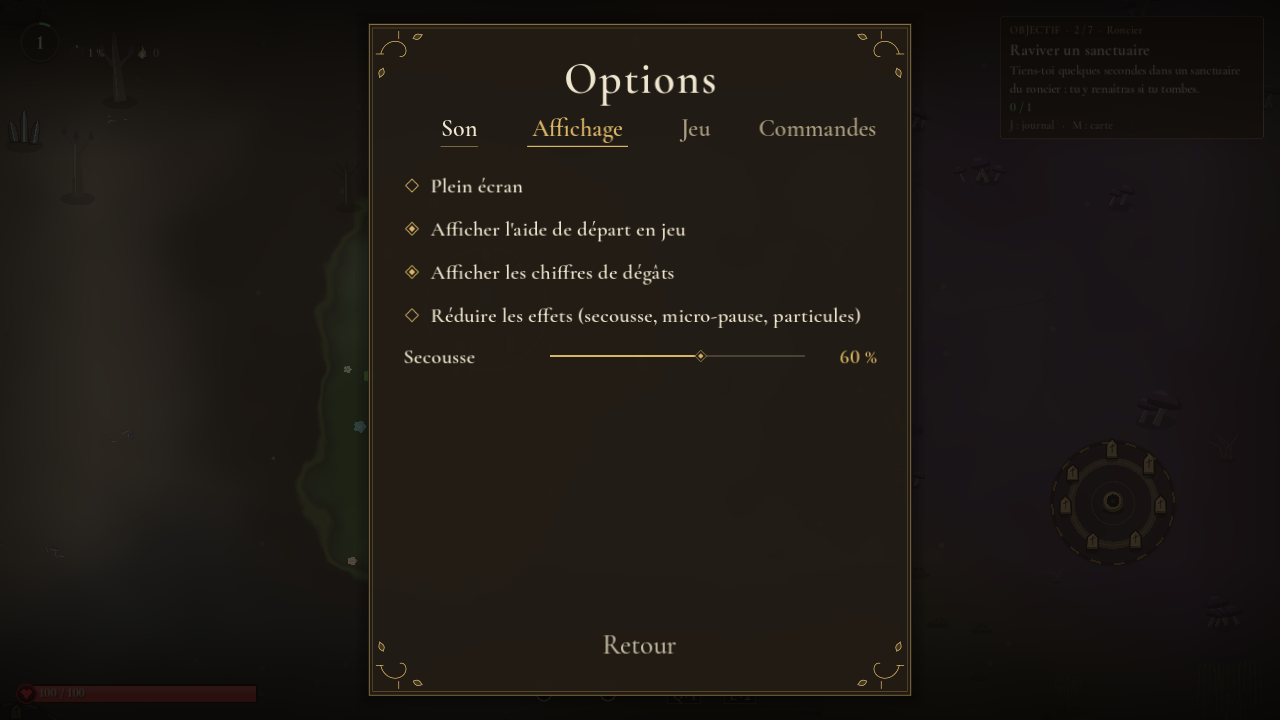 Options
Son Affichage Jeu Commandes
Plein écran
Afficher l'aide de départ en jeu
Afficher les chiffres de dégâts
Réduire les effets (secousse, micro-pause, particules)
Secousse 60 %
Retour
1
1 % 0
OBJECTIF · 2 / 7 · Roncier
Raviver un sanctuaire
Tiens-toi quelques secondes dans un sanctuaire
du roncier : tu y renaîtras si tu tombes.
0 / 1
J : journal · M : carte
100 / 100